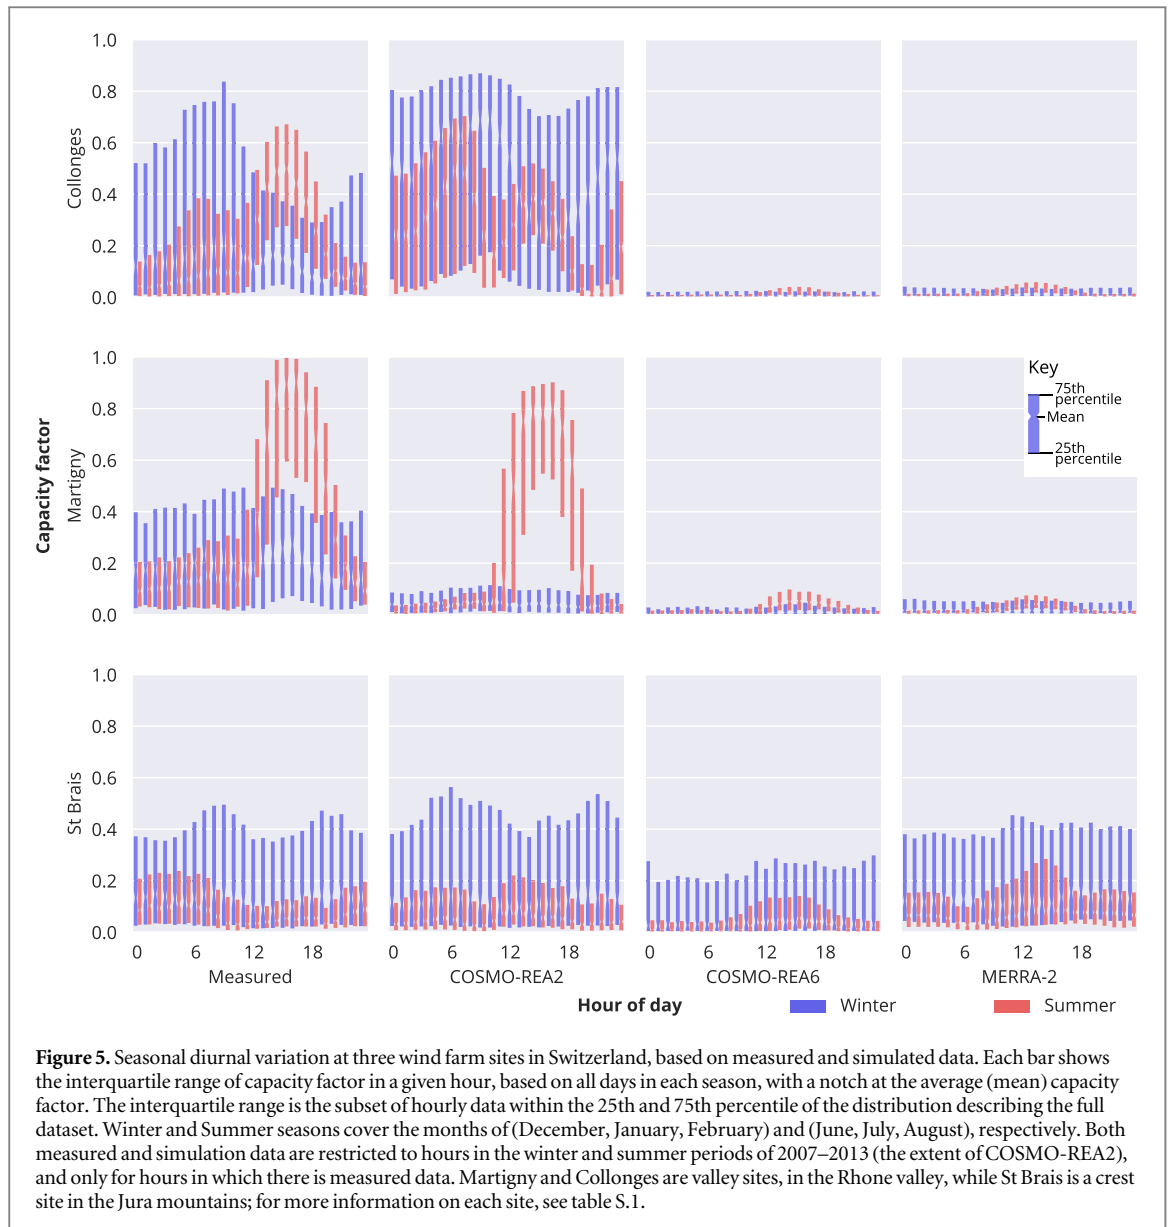 1.0
0.8
0.6
0.4
0.2
0.0
Collonges
1.0
0.8
0.6
0.4
0.2
0.0
Capacity factor
Martigny
Key
75th
percentile
Mean
25th
percentile
1.0
0.8
0.6
0.4
0.2
0.0
St Brais
0 6 12 18
0 6 12 18
0 6 12 18
0 6 12 18
Measured
COSMO-REA2
COSMO-REA6
MERRA-2
Hour of day
Winter
Summer
Figure 5. Seasonal diurnal variation at three wind farm sites in Switzerland, based on measured and simulated data. Each bar shows
the interquartile range of capacity factor in a given hour, based on all days in each season, with a notch at the average (mean) capacity
factor. The interquartile range is the subset of hourly data within the 25th and 75th percentile of the distribution describing the full
dataset. Winter and Summer seasons cover the months of (December, January, February) and (June, July, August), respectively. Both
measured and simulation data are restricted to hours in the winter and summer periods of 2007–2013 (the extent of COSMO-REA2),
and only for hours in which there is measured data. Martigny and Collonges are valley sites, in the Rhone valley, while St Brais is a crest
site in the Jura mountains; for more information on each site, see table S.1.